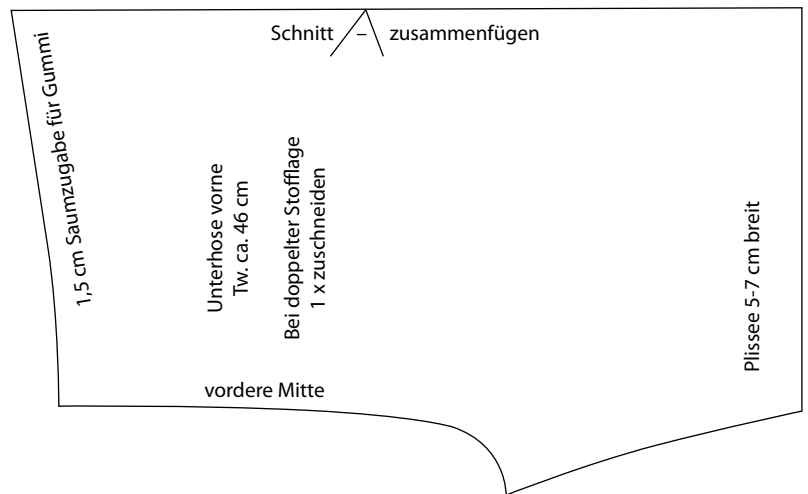 Schnitt – zusammenfügen
1,5 cm Saumzugabe für Gummi
Unterhose vorne
Tw. ca. 46 cm
Bei doppelter Stofflage
1 x zuschneiden
Plissee 5-7 cm breit
vordere Mitte